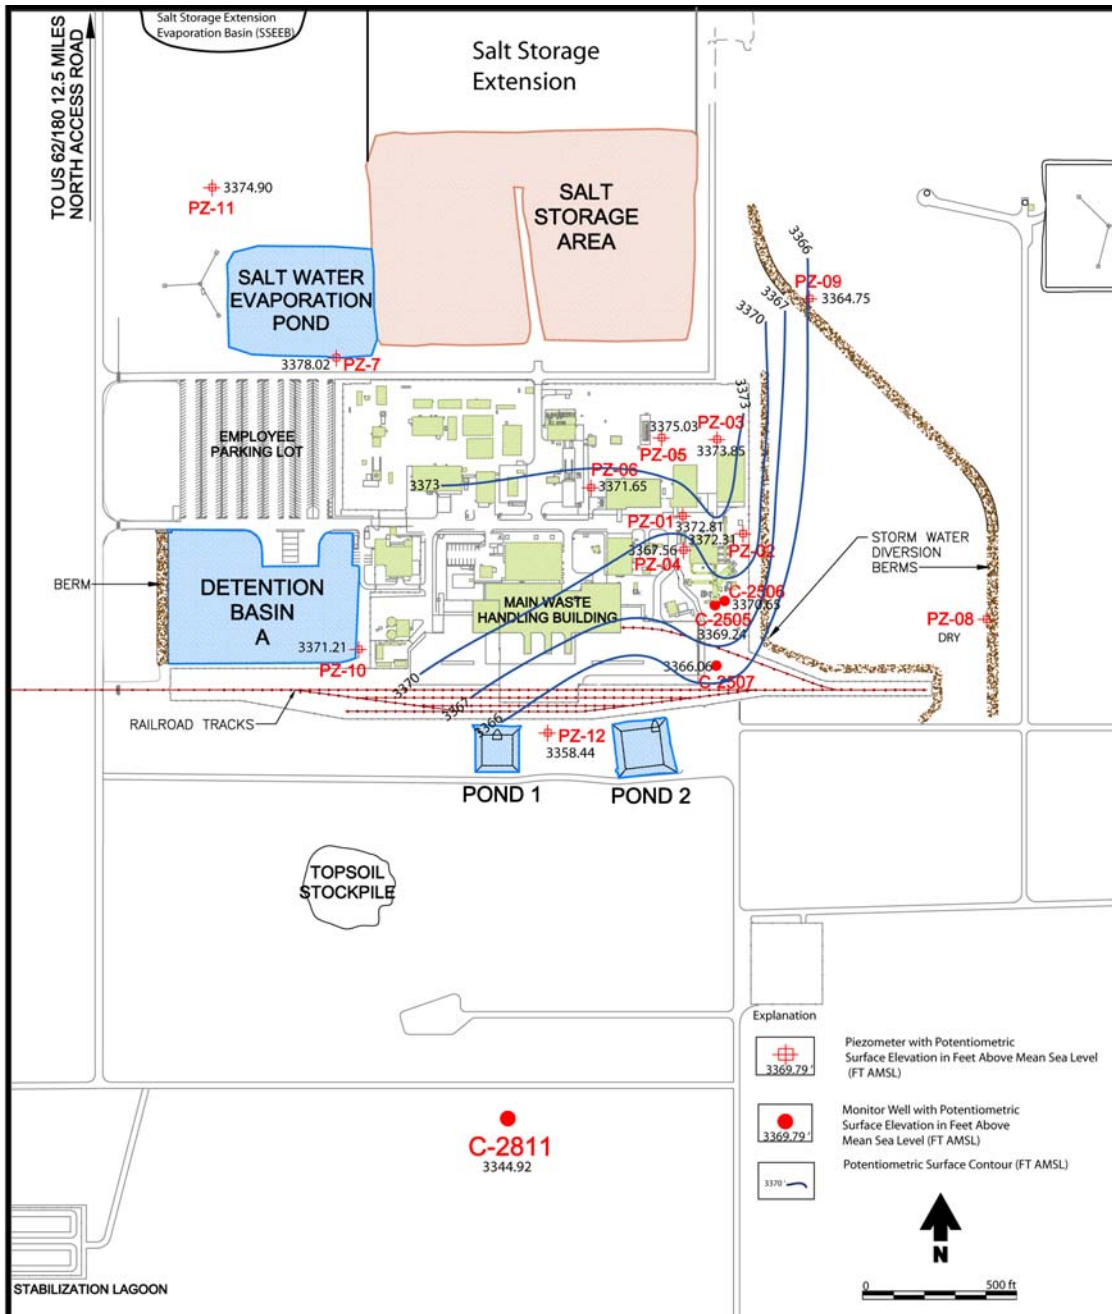 Salt Storage Extension
Evaporation Basin (SSEEB)
TO US 62/180 12.5 MILES
NORTH ACCESS ROAD
Salt Storage
Extension
3374.90
PZ-11
SALT
STORAGE
AREA
SALT WATER
EVAPORATION
POND
3378.02
PZ-7
3366
PZ-09
3364.75
3367
3370
3373
EMPLOYEE
PARKING LOT
3375.03
PZ-03
3373.85
PZ-05
PZ-06
3371.65
3373
PZ-01
3372.81
3372.31
PZ-02
3367.56
PZ-04
STORM WATER
DIVERSION
BERMS
BERM
DETENTION
BASIN
A
MAIN WASTE
HANDLING BUILDING
C-2506
3370.65
C-2505
3369.24
PZ-08
DRY
3371.21
PZ-10
3366.06
C-2507
3370
3367
3366
RAILROAD TRACKS
PZ-12
3358.44
POND 1
POND 2
TOPSOIL
STOCKPILE
Explanation
3369.79 '
Piezometer with Potentiometric
Surface Elevation in Feet Above Mean Sea Level
(FT AMSL)
3369.79 '
Monitor Well with Potentiometric
Surface Elevation in Feet Above
Mean Sea Level (FT AMSL)
3370 '
Potentiometric Surface Contour (FT AMSL)
C-2811
3344.92
N
0 500 ft
STABILIZATION LAGOON